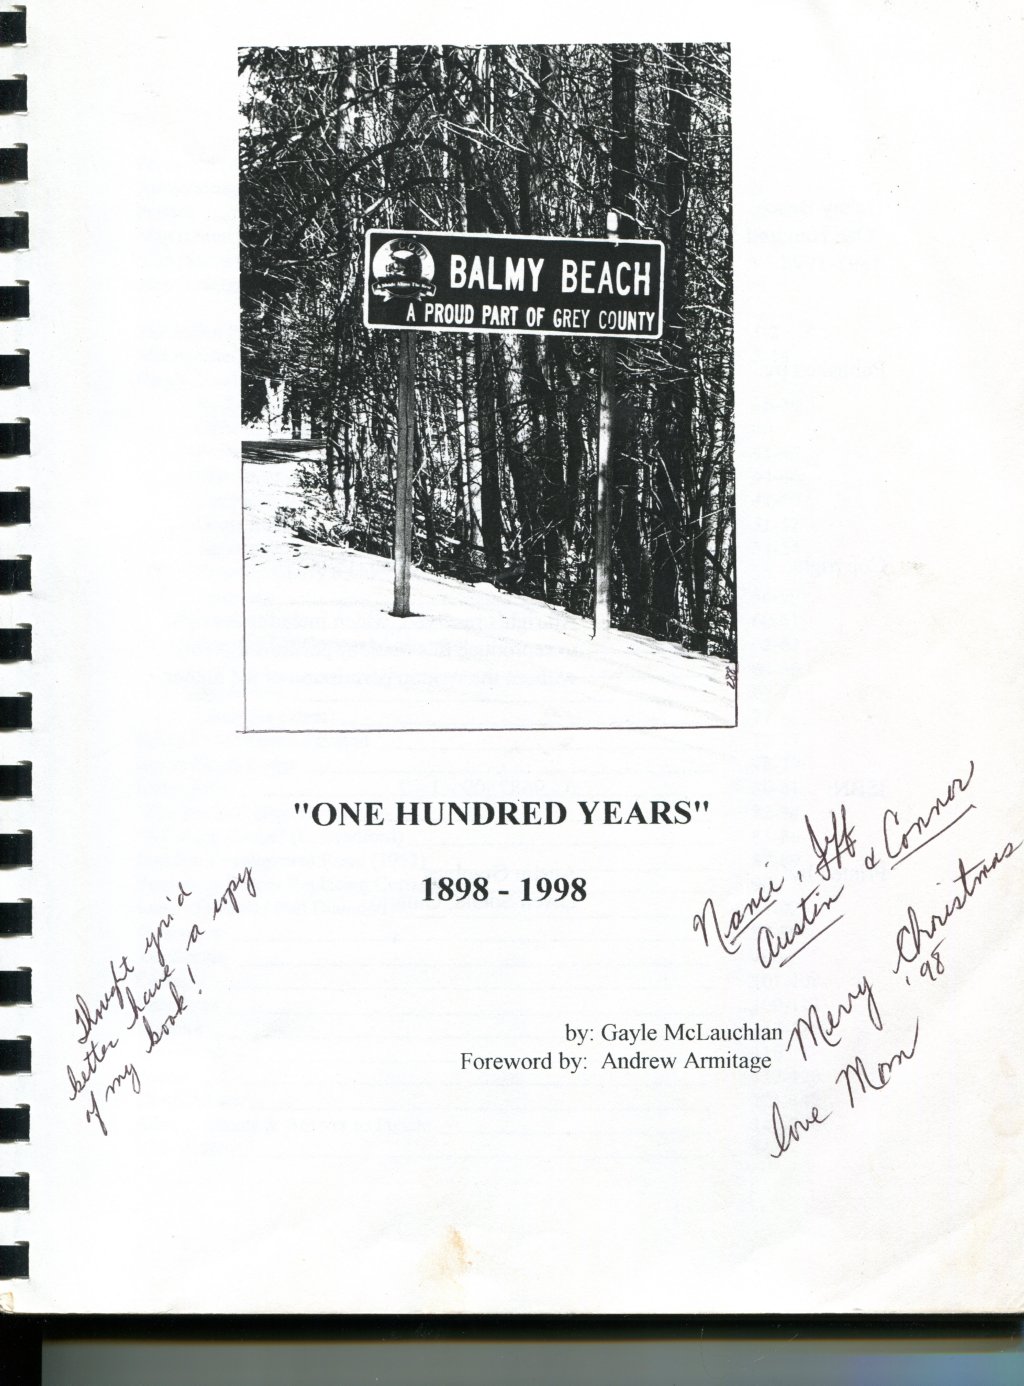 BALMY BEACH
A PROUD PART OF GREY COUNTY
"ONE HUNDRED YEARS"
1898 - 1998
Nanci, Jeff
Austin & Connor
Merry Christmas
'98
love Mom
Thought you'd
better have a copy
of my book!
by: Gayle McLauchlan
Foreword by: Andrew Armitage